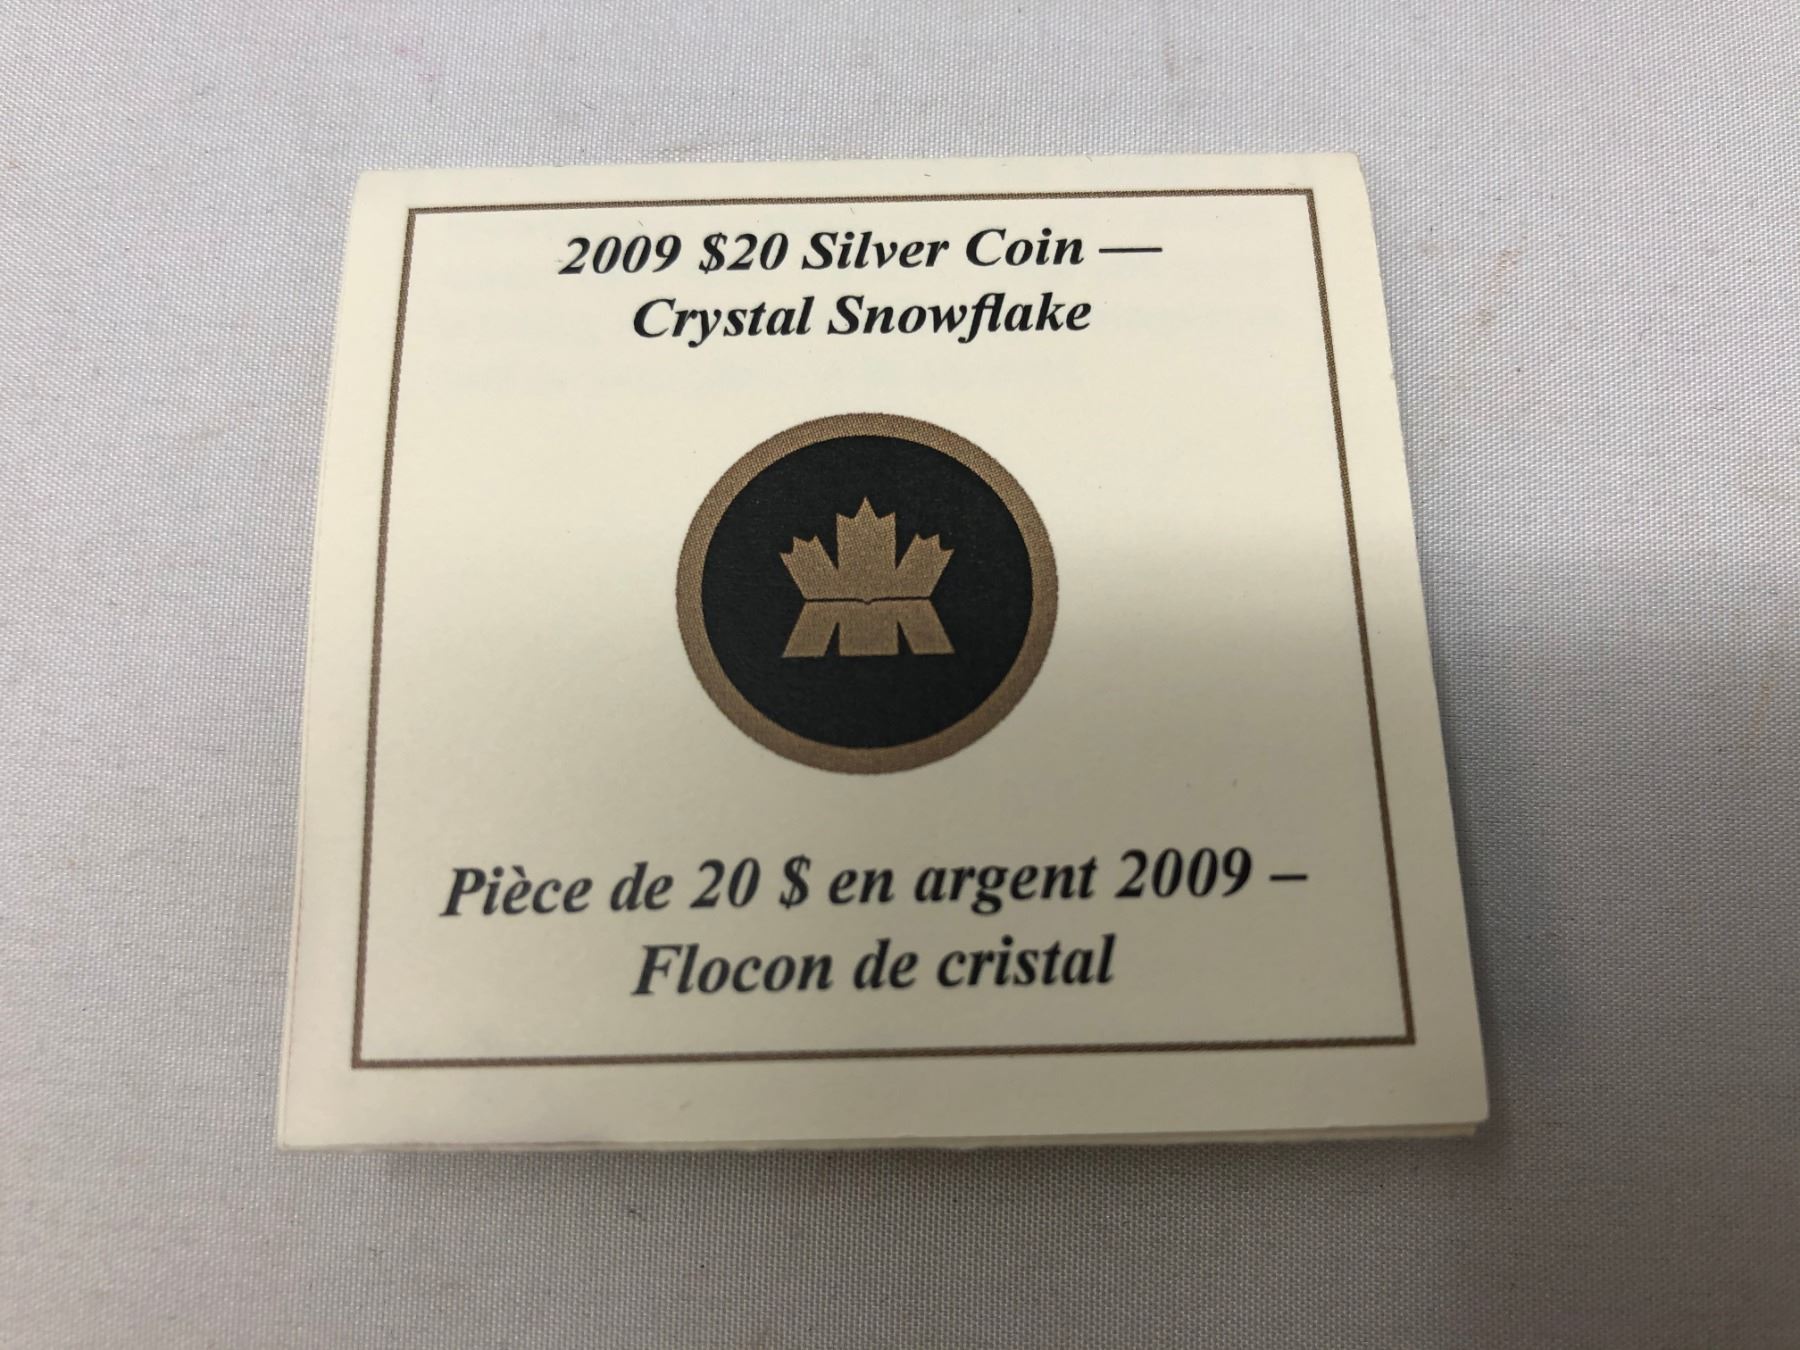 2009 $20 Silver Coin —
Crystal Snowflake
Pièce de 20 $ en argent 2009 –
Flocon de cristal